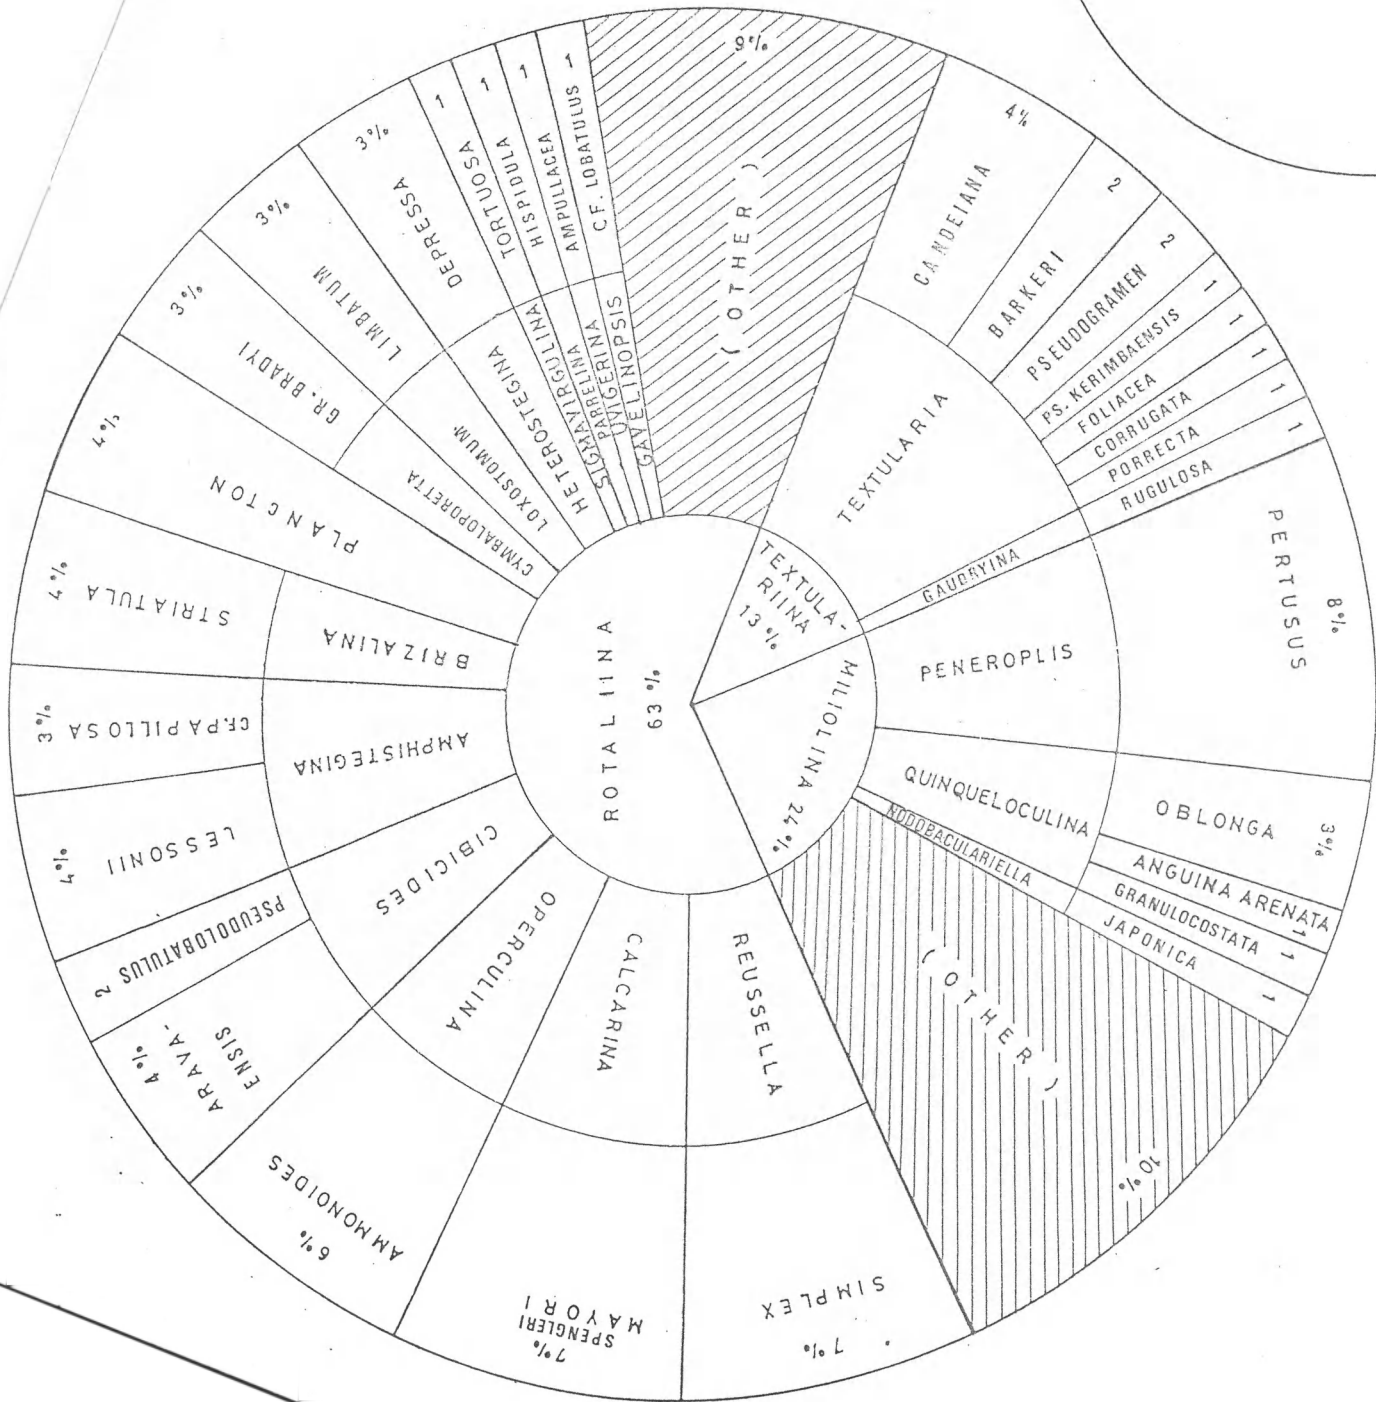 ROTALIINA
63 %
TEXTULA-
RIINA
13 %
MILIOLINA 24 %
9 %
( OTHER )
4 %
CANDEIANA
2
BARKERI
2
PSEUDOGRAMEN
1
PS. KERIMBAENSIS
1
FOLIACEA
1
CORRUGATA
1
PORRECTA
1
RUGULOSA
TEXTULARIA
GAUDRYINA
PERTUSUS
8 %
PENEROPLIS
OBLONGA
3 %
ANGUINA ARENATA
1
GRANULOCOSTATA
1
JAPONICA
1
QUINQUELOCULINA
NODOBACULARIELLA
( OTHER )
10 %
REUSSELLA
SIMPLEX
7 %
CALCARINA
MAYORI
SPENGLERI
7 %
OPERCULINA
AMMONOIDES
6 %
CIBICIDES
ARAVA-
ENSIS
4 %
PSEUDOLOBATULUS
2
AMPHISTEGINA
LESSONII
4 %
CF. PAPILLOSA
3 %
BRIZALINA
STRIATULA
4 %
PLANCTON
4 %
CYMBALOPORETTA
GR. BRADYI
3 %
LOXOSTOMUM
LIMBATUM
3 %
HETEROSTEGINA
DEPRESSA
3 %
SIGMAVIRGULINA
TORTUOSA
1
PARRELINA
HISPIDULA
1
UVIGERINA
AMPULLACEA
1
GAVELINOPSIS
C F. LOBATULUS
1